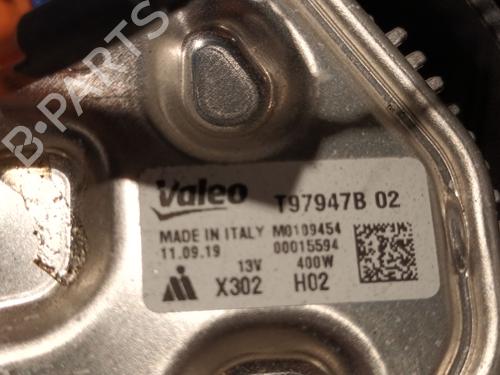 B-PARTS
Valeo T97947B 02
MADE IN ITALY M0109454
11.09.19 00015594
13V 400W
X302 H02